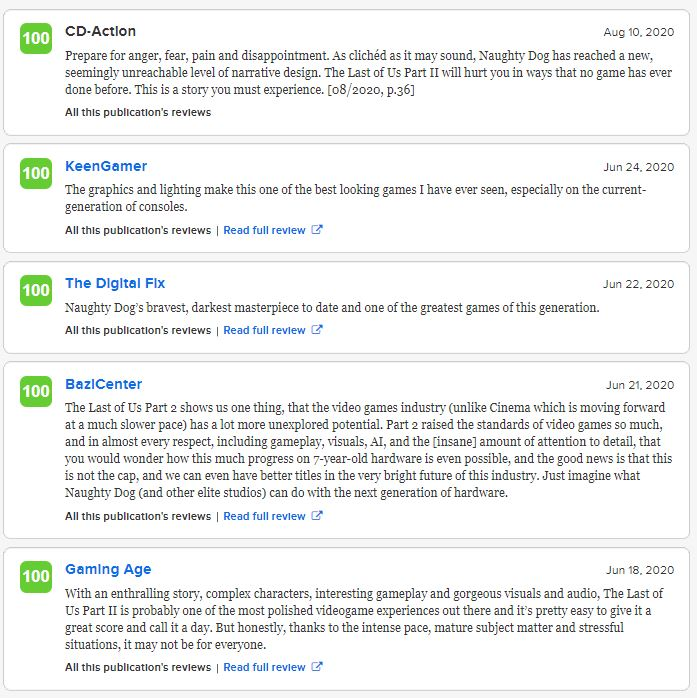 100
CD-Action
Aug 10, 2020
Prepare for anger, fear, pain and disappointment. As clichéd as it may sound, Naughty Dog has reached a new,
seemingly unreachable level of narrative design. The Last of Us Part II will hurt you in ways that no game has ever
done before. This is a story you must experience. [08/2020, p.36]
All this publication's reviews
100
KeenGamer
Jun 24, 2020
The graphics and lighting make this one of the best looking games I have ever seen, especially on the current-
generation of consoles.
All this publication's reviews | Read full review
100
The Digital Fix
Jun 22, 2020
Naughty Dog's bravest, darkest masterpiece to date and one of the greatest games of this generation.
All this publication's reviews | Read full review
100
BaziCenter
Jun 21, 2020
The Last of Us Part 2 shows us one thing, that the video games industry (unlike Cinema which is moving forward
at a much slower pace) has a lot more unexplored potential. Part 2 raised the standards of video games so much,
and in almost every respect, including gameplay, visuals, AI, and the [insane] amount of attention to detail, that
you would wonder how this much progress on 7-year-old hardware is even possible, and the good news is that this
is not the cap, and we can even have better titles in the very bright future of this industry. Just imagine what
Naughty Dog (and other elite studios) can do with the next generation of hardware.
All this publication's reviews | Read full review
100
Gaming Age
Jun 18, 2020
With an enthralling story, complex characters, interesting gameplay and gorgeous visuals and audio, The Last of
Us Part II is probably one of the most polished videogame experiences out there and it's pretty easy to give it a
great score and call it a day. But honestly, thanks to the intense pace, mature subject matter and stressful
situations, it may not be for everyone.
All this publication's reviews | Read full review